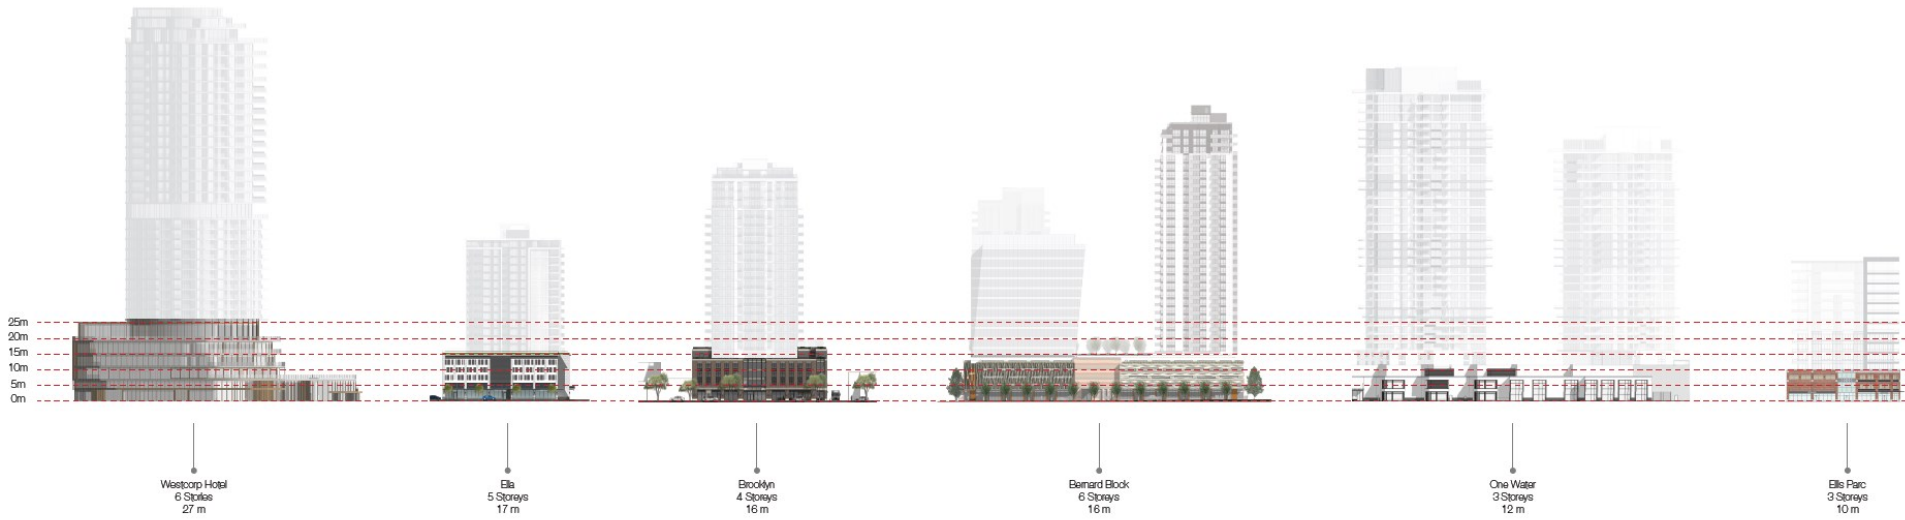 25m
20m
15m
10m
5m
0m
Westcorp Hotel
6 Stories
27 m
Ella
5 Storeys
17 m
Brooklyn
4 Storeys
16 m
Bernard Block
6 Storeys
16 m
One Water
3 Storeys
12 m
Ellis Parc
3 Storeys
10 m